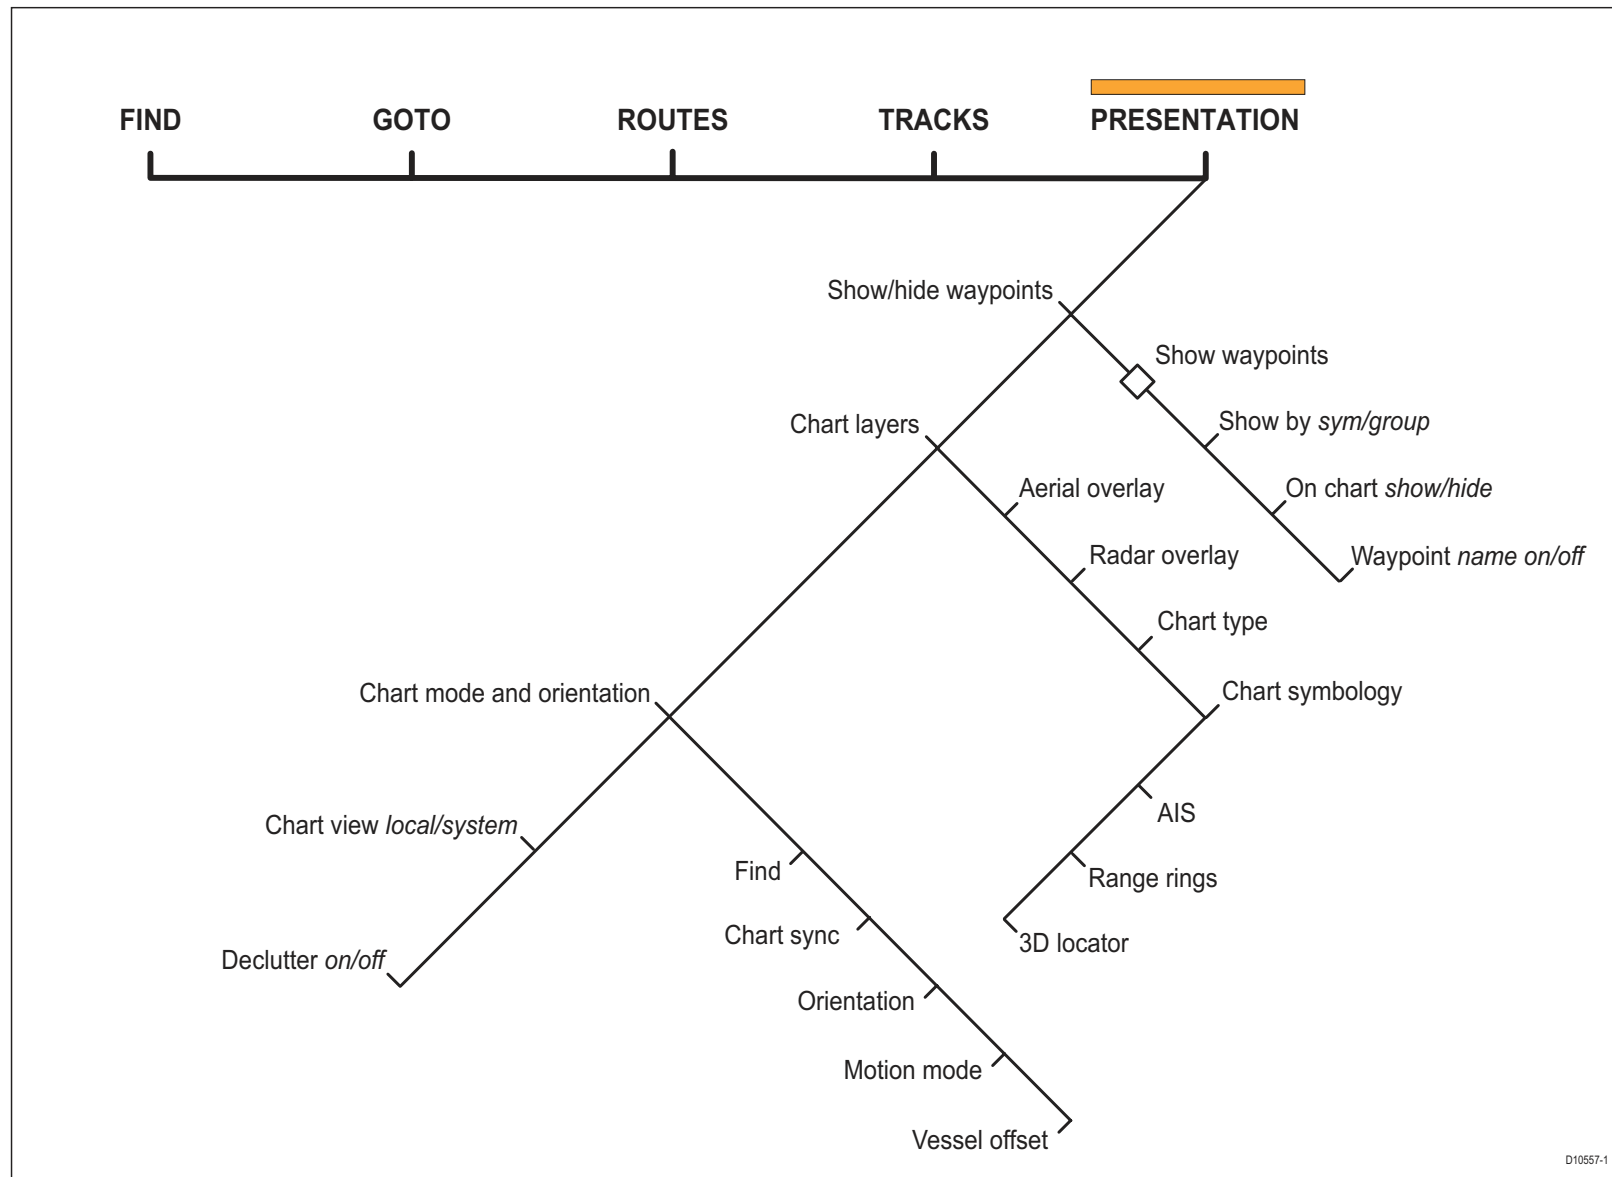 FIND
GOTO
ROUTES
TRACKS
PRESENTATION
Show/hide waypoints
Show waypoints
Show by sym/group
On chart show/hide
Waypoint name on/off
Chart layers
Aerial overlay
Radar overlay
Chart type
Chart symbology
AIS
Range rings
3D locator
Chart mode and orientation
Find
Chart sync
Orientation
Motion mode
Vessel offset
Chart view local/system
Declutter on/off
D10557-1